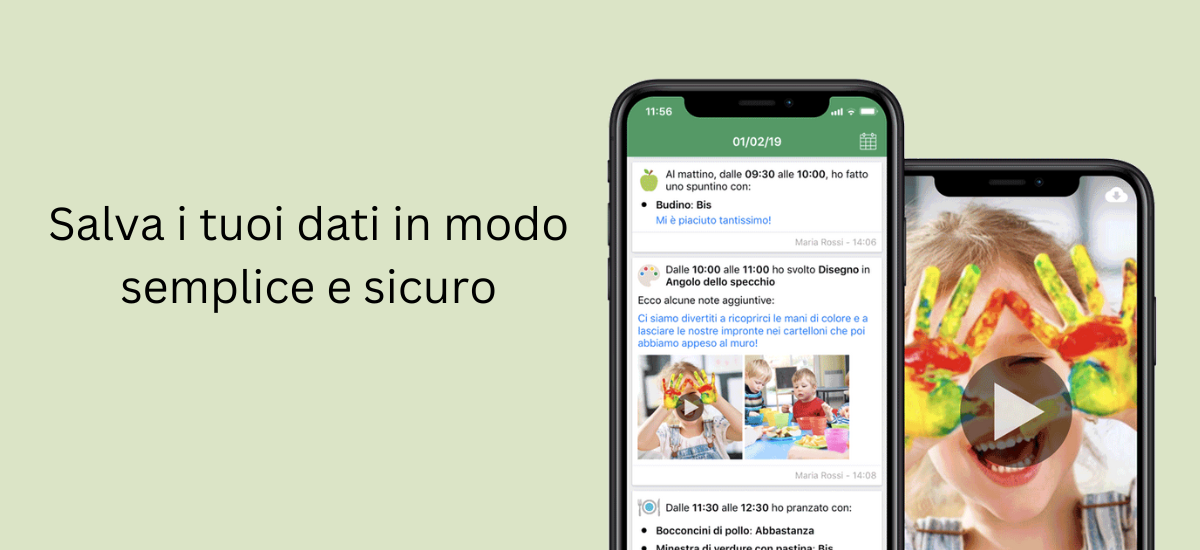 Salva i tuoi dati in modo
semplice e sicuro
11:56
01/02/19
Al mattino, dalle 09:30 alle 10:00, ho fatto
uno spuntino con:
• Budino: Bis
Mi è piaciuto tantissimo!
Maria Rossi - 14:06
Dalle 10:00 alle 11:00 ho svolto Disegno in
Angolo dello specchio
Ecco alcune note aggiuntive:
Ci siamo divertiti a ricoprirci le mani di colore e a
lasciare le nostre impronte nei cartelloni che poi
abbiamo appeso al muro!
Maria Rossi - 14:08
Dalle 11:30 alle 12:30 ho pranzato con:
• Bocconcini di pollo: Abbastanza
• Minestra di verdure con pastina: Bis